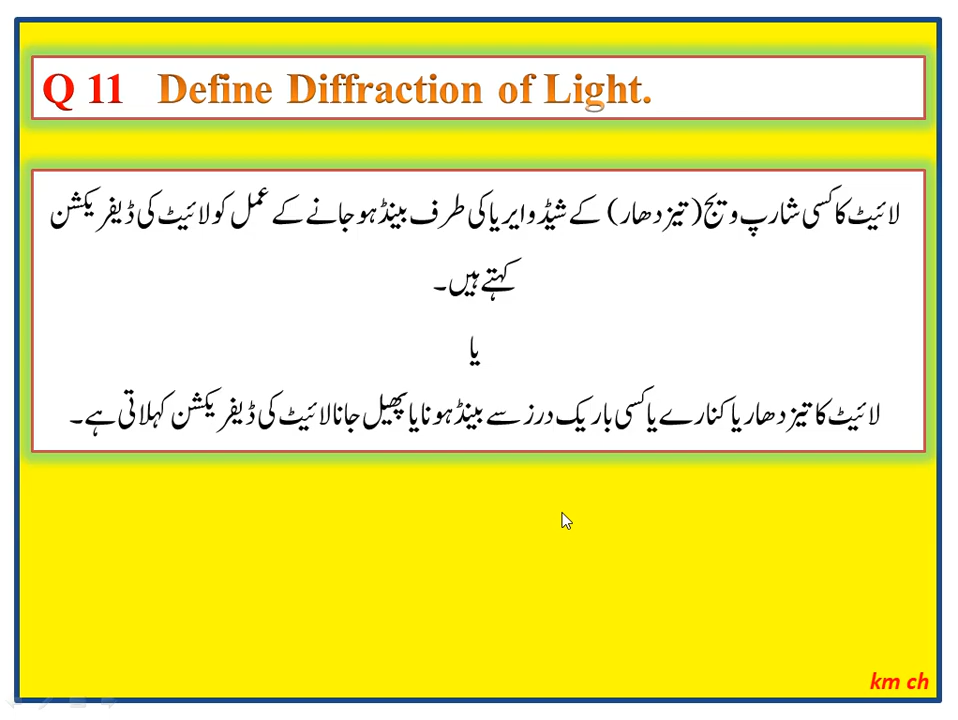 Q 11 Define Diffraction of Light.
لائیٹ کا کسی شارپ ویج (تیز دھار) کے شیڈو ایریا کی طرف بینڈ ہو جانے کے عمل کو لائیٹ کی ڈیفریکشن
کہتے ہیں۔
یا
لائیٹ کا تیز دھار یا کنارے یا کسی باریک درز سے بینڈ ہونا یا پھیل جانا لائیٹ کی ڈیفریکشن کہلاتی ہے۔
km ch